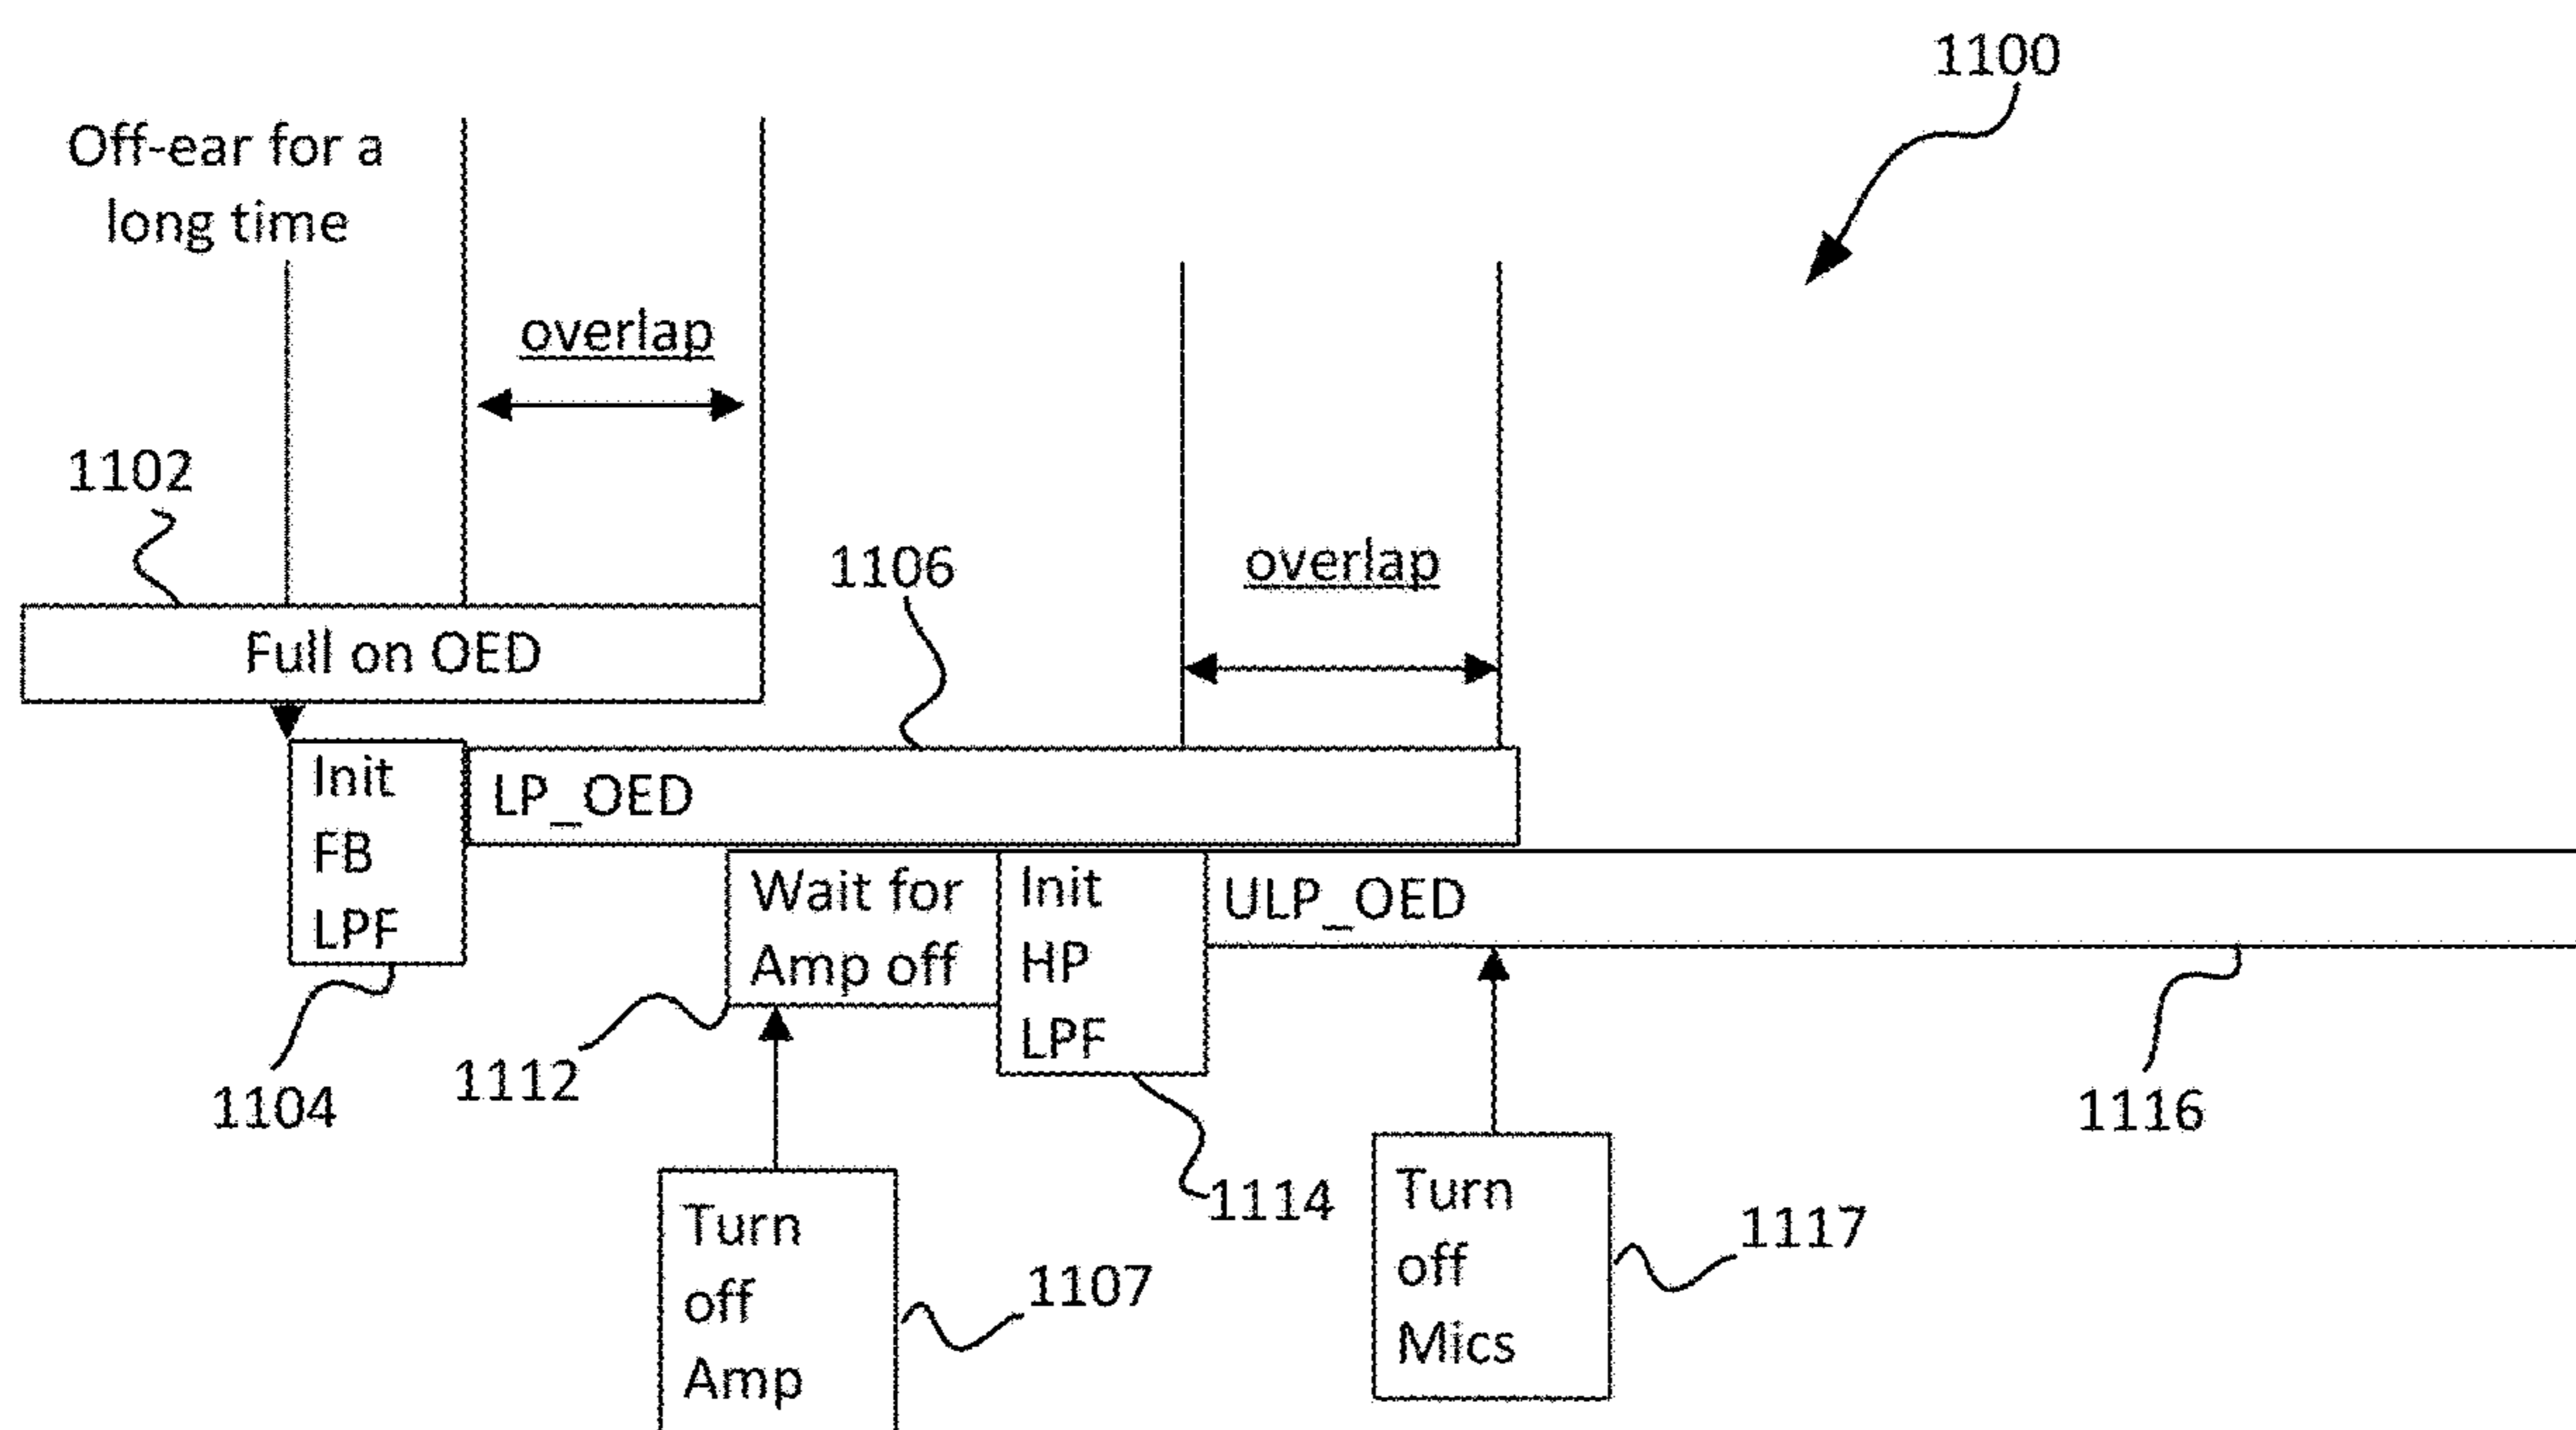 1100
Off-ear for a
long time
overlap
1102
1106
overlap
Full on OED
Init
FB
LPF
LP_OED
Wait for
Amp off
Init
HP
LPF
ULP_OED
1104
1112
1114
1116
Turn
off
Amp
1107
Turn
off
Mics
1117